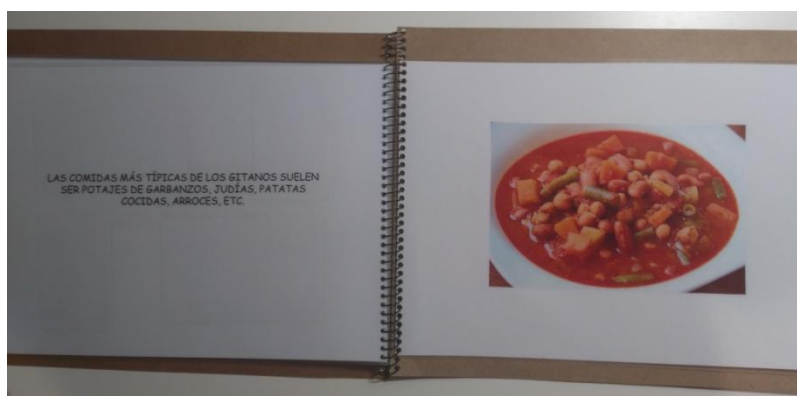 LAS COMIDAS MÁS TÍPICAS DE LOS GITANOS SUELEN
SER POTAJES DE GARBANZOS, JUDÍAS, PATATAS
COCIDAS, ARROCES, ETC.